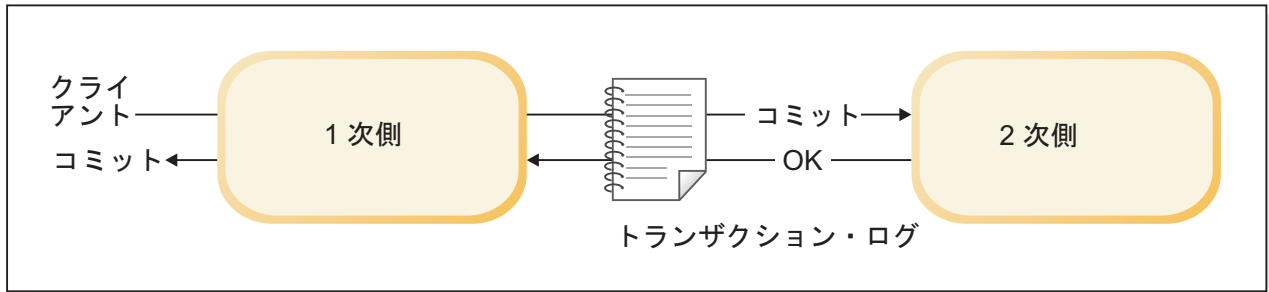 クライ
アント
コミット
1 次側
コミット
OK
トランザクション・ログ
2 次側